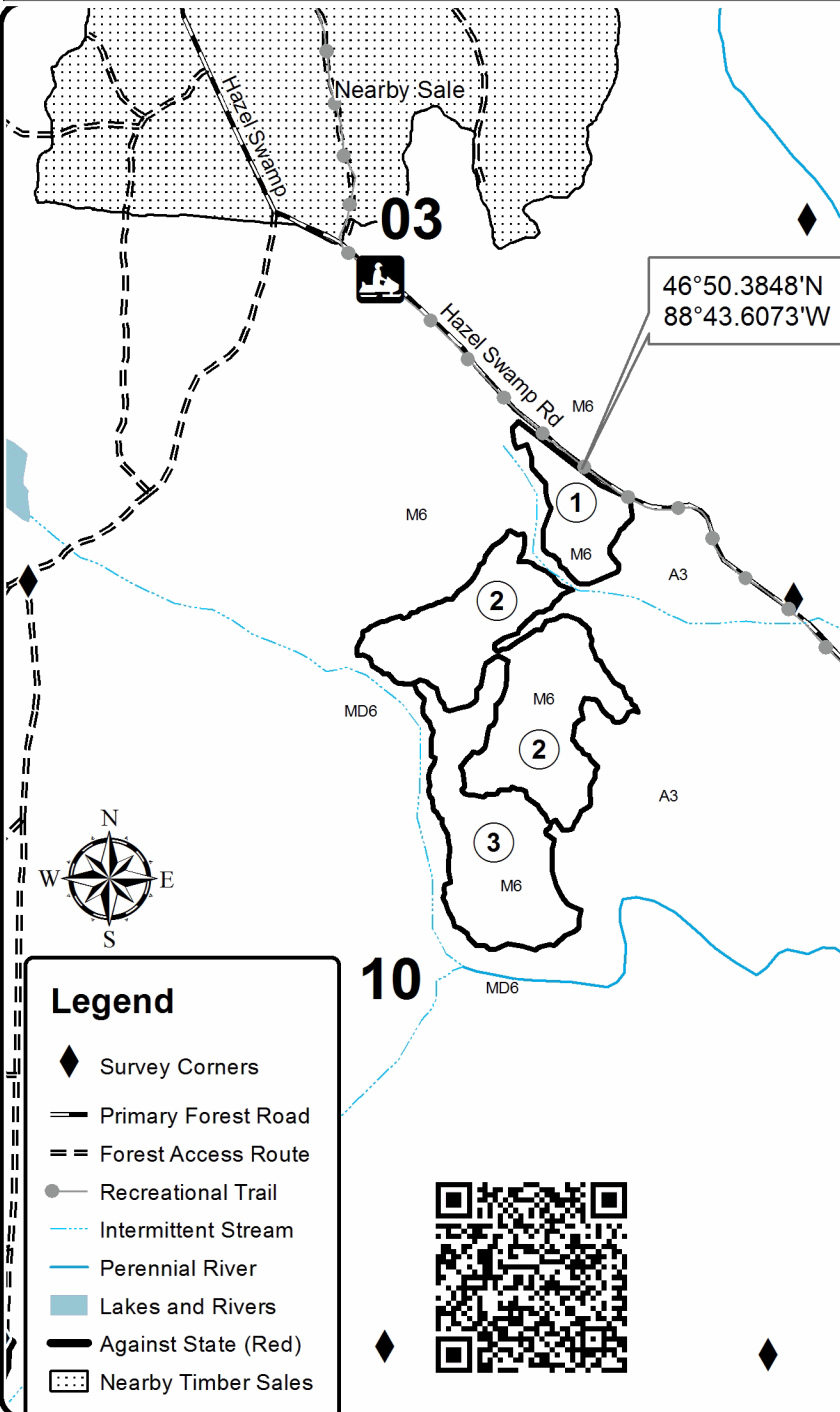 Nearby Sale
Hazel Swamp
03
46°50.3848'N
88°43.6073'W
Hazel Swamp Rd
M6
1
M6
M6
A3
2
MD6
M6
2
A3
3
M6
N
W
E
S
10
MD6
Legend
Survey Corners
Primary Forest Road
Forest Access Route
Recreational Trail
Intermittent Stream
Perennial River
Lakes and Rivers
Against State (Red)
Nearby Timber Sales